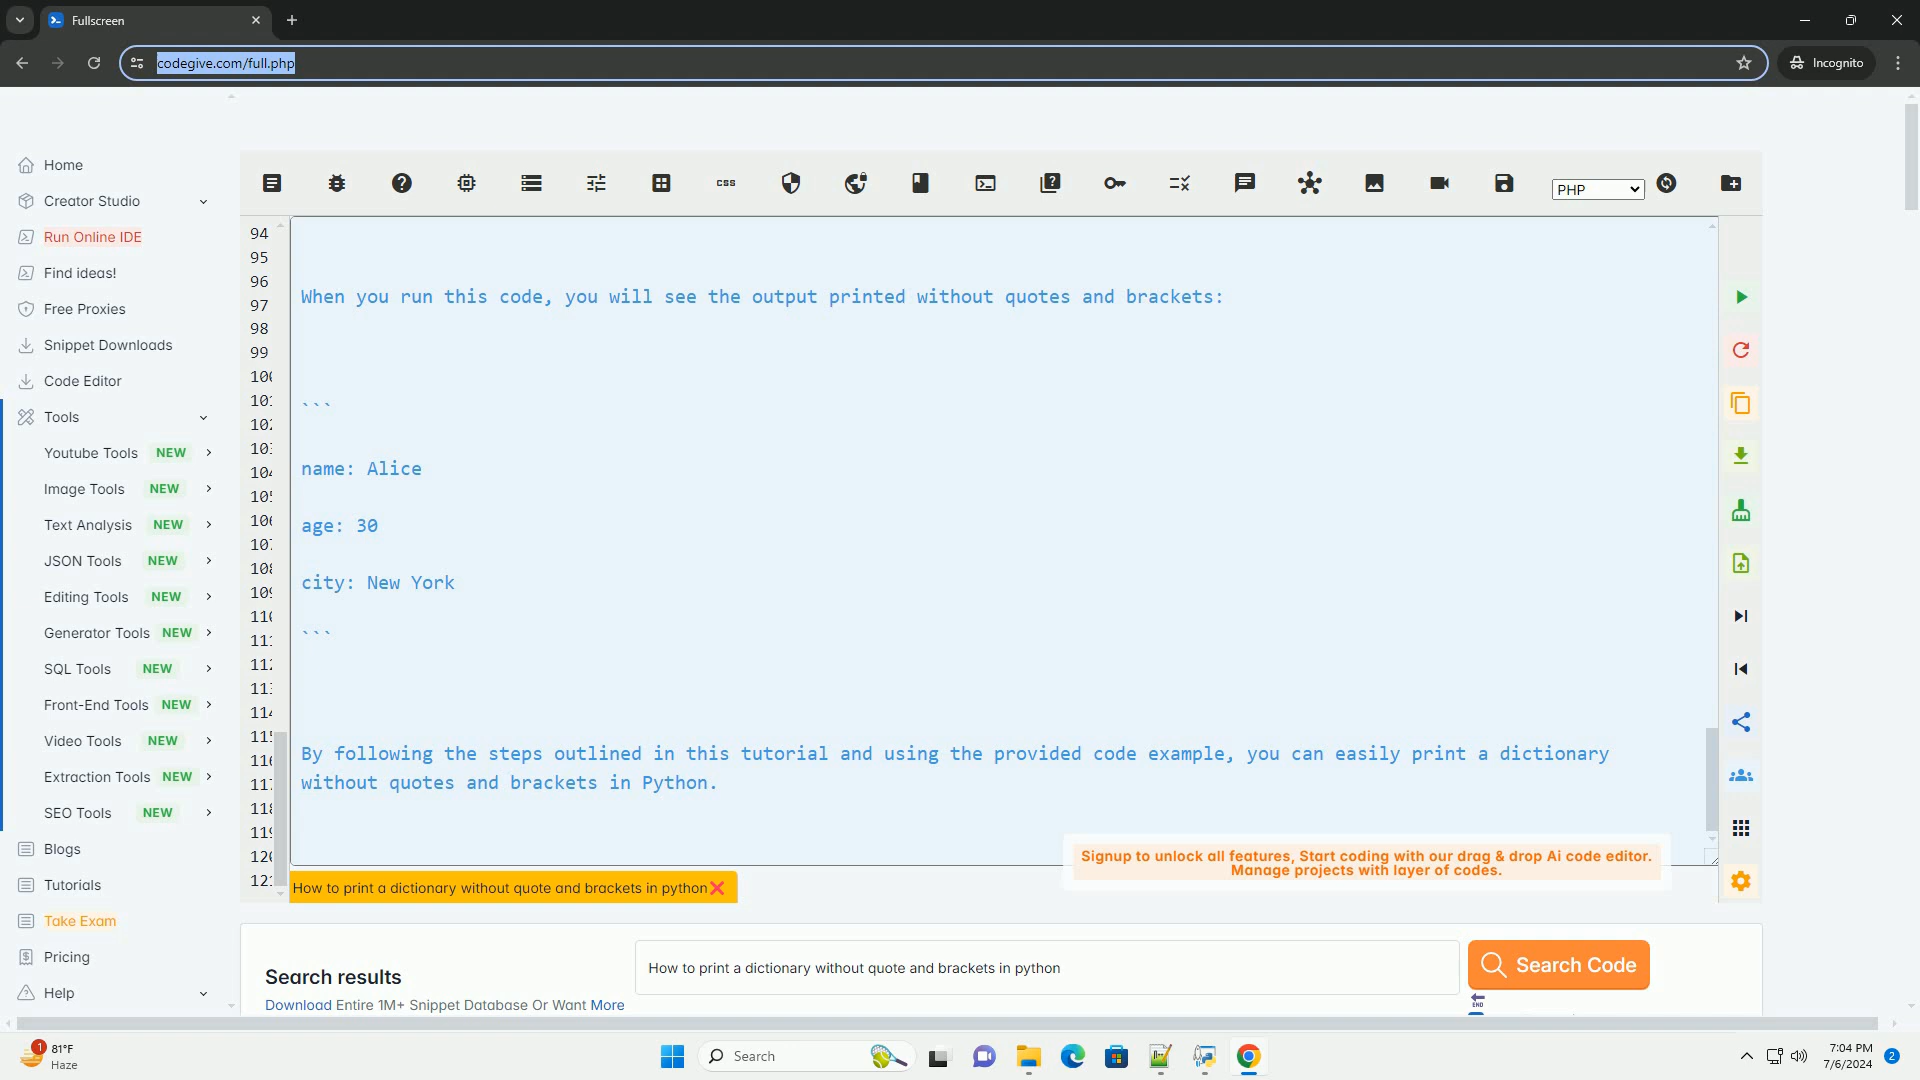 Fullscreen
codegive.com/full.php
Incognito
Home
Creator Studio
Run Online IDE
Find ideas!
Free Proxies
Snippet Downloads
Code Editor
Tools
Youtube Tools NEW
Image Tools NEW
Text Analysis NEW
JSON Tools NEW
Editing Tools NEW
Generator Tools NEW
SQL Tools NEW
Front-End Tools NEW
Video Tools NEW
Extraction Tools NEW
SEO Tools NEW
Blogs
Tutorials
Take Exam
Pricing
Help
css
PHP
94
95
96
97
98
99
When you run this code, you will see the output printed without quotes and brackets:
```
name: Alice
age: 30
city: New York
```
By following the steps outlined in this tutorial and using the provided code example, you can easily print a dictionary
without quotes and brackets in Python.
Signup to unlock all features, Start coding with our drag & drop Ai code editor.
Manage projects with layer of codes.
How to print a dictionary without quote and brackets in python
Search results
Download Entire 1M+ Snippet Database Or Want More
How to print a dictionary without quote and brackets in python
Search Code
END
1
81°F
Haze
Search
7:04 PM
7/6/2024
2